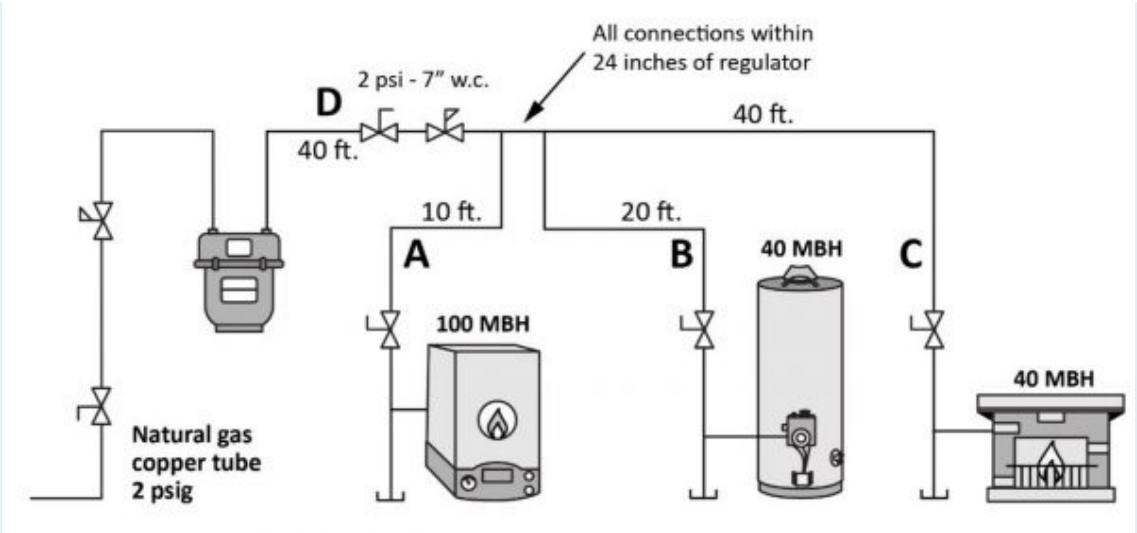 All connections within
24 inches of regulator
2 psi - 7” w.c.
D
40 ft.
40 ft.
10 ft.
20 ft.
A
B
40 MBH
C
100 MBH
40 MBH
Natural gas
copper tube
2 psig